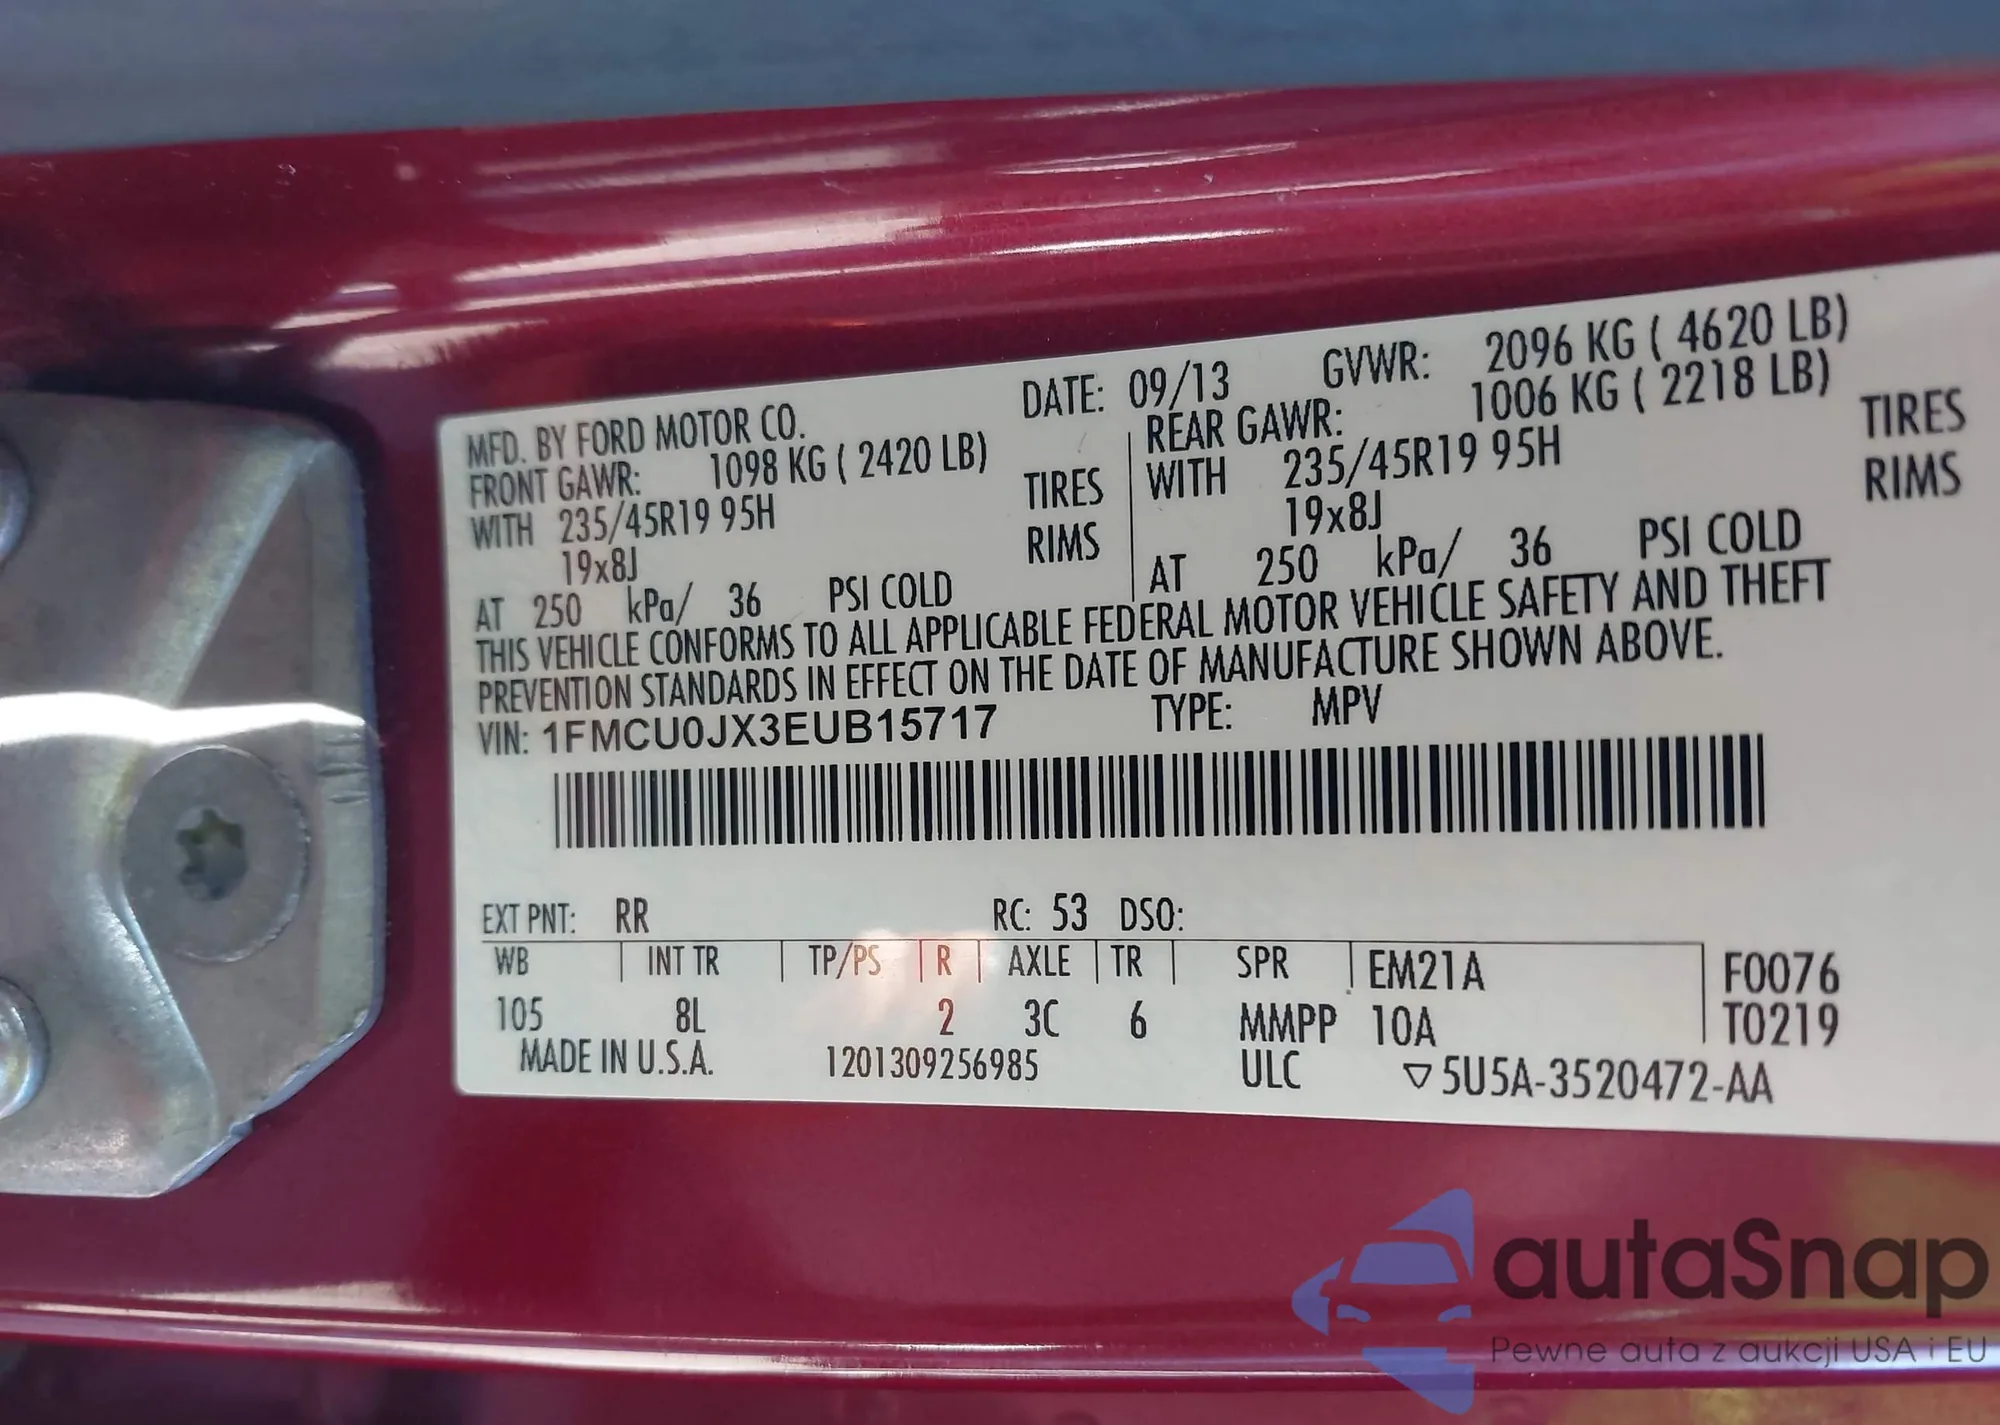 MFD. BY FORD MOTOR CO. DATE: 09/13 GVWR: 2096 KG ( 4620 LB)
FRONT GAWR: 1098 KG ( 2420 LB) REAR GAWR: 1006 KG ( 2218 LB)
WITH 235/45R19 95H TIRES WITH 235/45R19 95H TIRES
19x8J RIMS 19x8J RIMS
AT 250 kPa/ 36 PSI COLD AT 250 kPa/ 36 PSI COLD
THIS VEHICLE CONFORMS TO ALL APPLICABLE FEDERAL MOTOR VEHICLE SAFETY AND THEFT
PREVENTION STANDARDS IN EFFECT ON THE DATE OF MANUFACTURE SHOWN ABOVE.
VIN: 1FMCU0JX3EUB15717 TYPE: MPV
EXT PNT: RR RC: 53 DSO:
WB INT TR TP/PS R AXLE TR SPR EM21A F0076
105 8L 2 3C 6 MMPP 10A T0219
MADE IN U.S.A. 1201309256985 ULC ▽5U5A-3520472-AA
autaSnap
Pewne auta z aukcji USA i EU